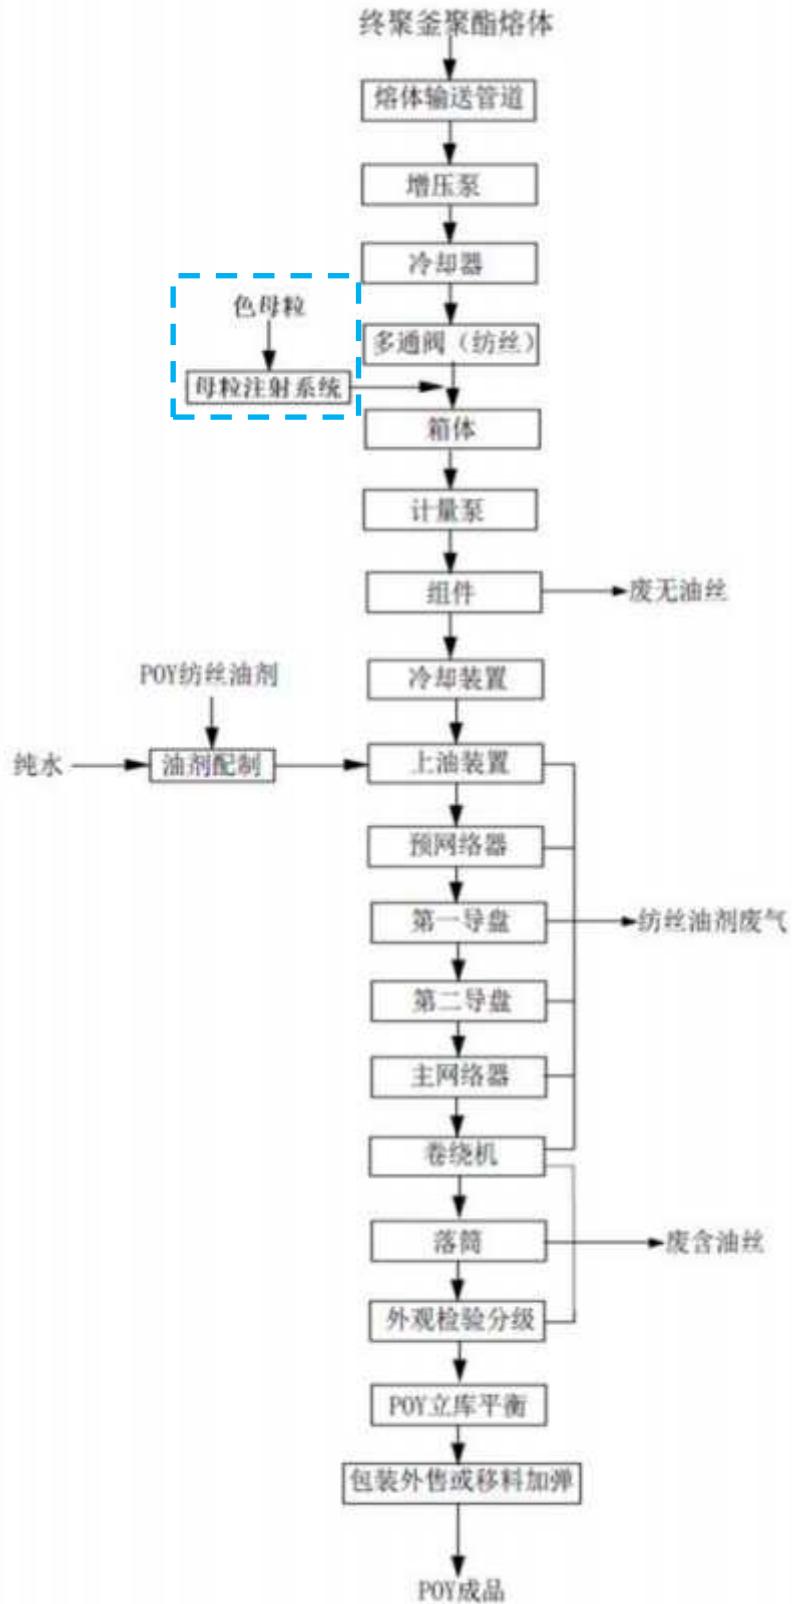 终聚釜聚酯熔体
熔体输送管道
增压泵
冷却器
色母粒
多通阀（纺丝）
母粒注射系统
箱体
计量泵
组件
废无油丝
POY纺丝油剂
冷却装置
纯水
油剂配制
上油装置
预网络器
第一导盘
纺丝油剂废气
第二导盘
主网络器
卷绕机
落筒
废含油丝
外观检验分级
POY立库平衡
包装外售或移料加弹
POY成品